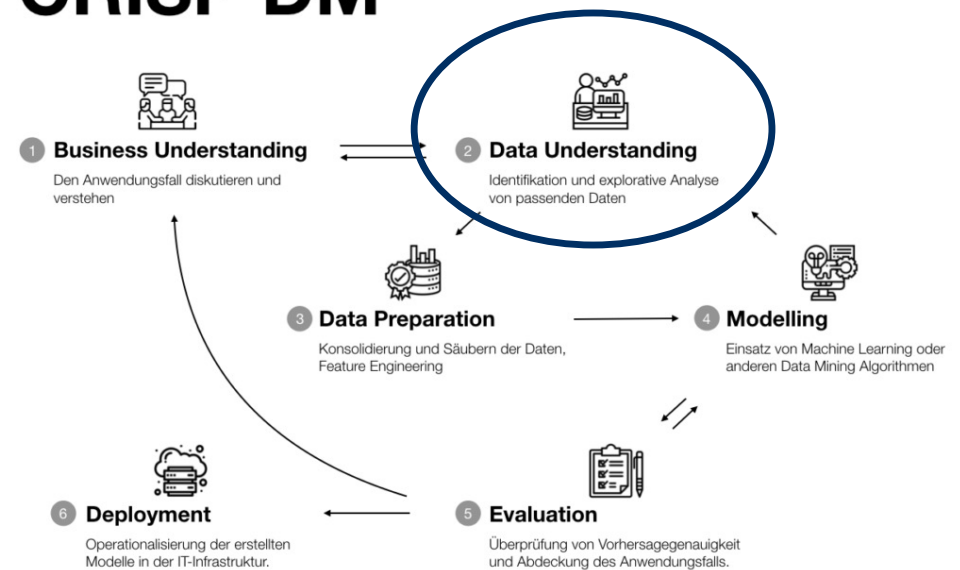 CRISP-DM
1 Business Understanding
Den Anwendungsfall diskutieren und
verstehen
2 Data Understanding
Identifikation und explorative Analyse
von passenden Daten
3 Data Preparation
Konsolidierung und Säubern der Daten,
Feature Engineering
4 Modelling
Einsatz von Machine Learning oder
anderen Data Mining Algorithmen
6 Deployment
Operationalisierung der erstellten
Modelle in der IT-Infrastruktur.
5 Evaluation
Überprüfung von Vorhersagegenauigkeit
und Abdeckung des Anwendungsfalls.